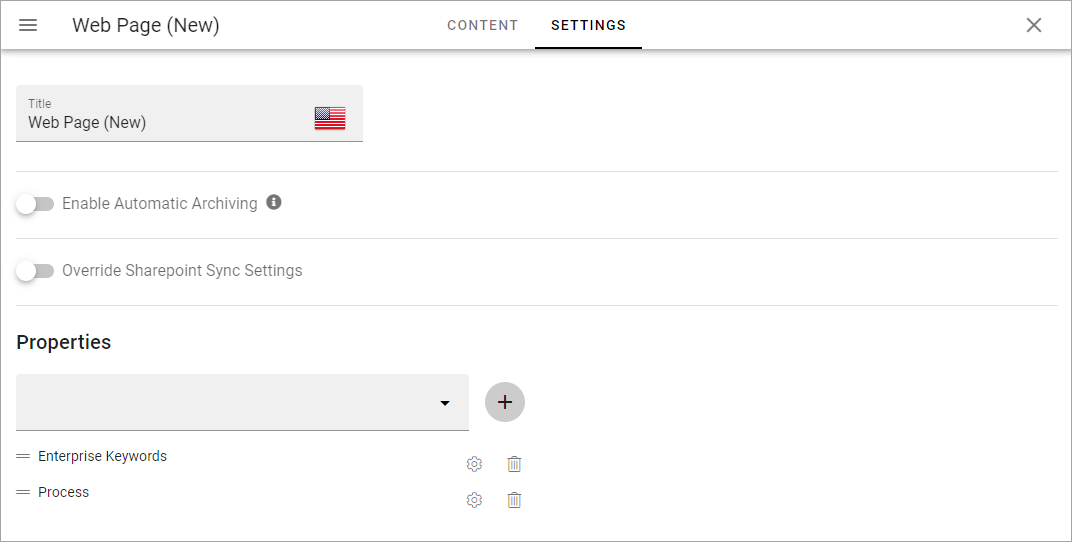 Web Page (New)
CONTENT
SETTINGS
Title
Web Page (New)
Enable Automatic Archiving
Override Sharepoint Sync Settings
Properties
Enterprise Keywords
Process